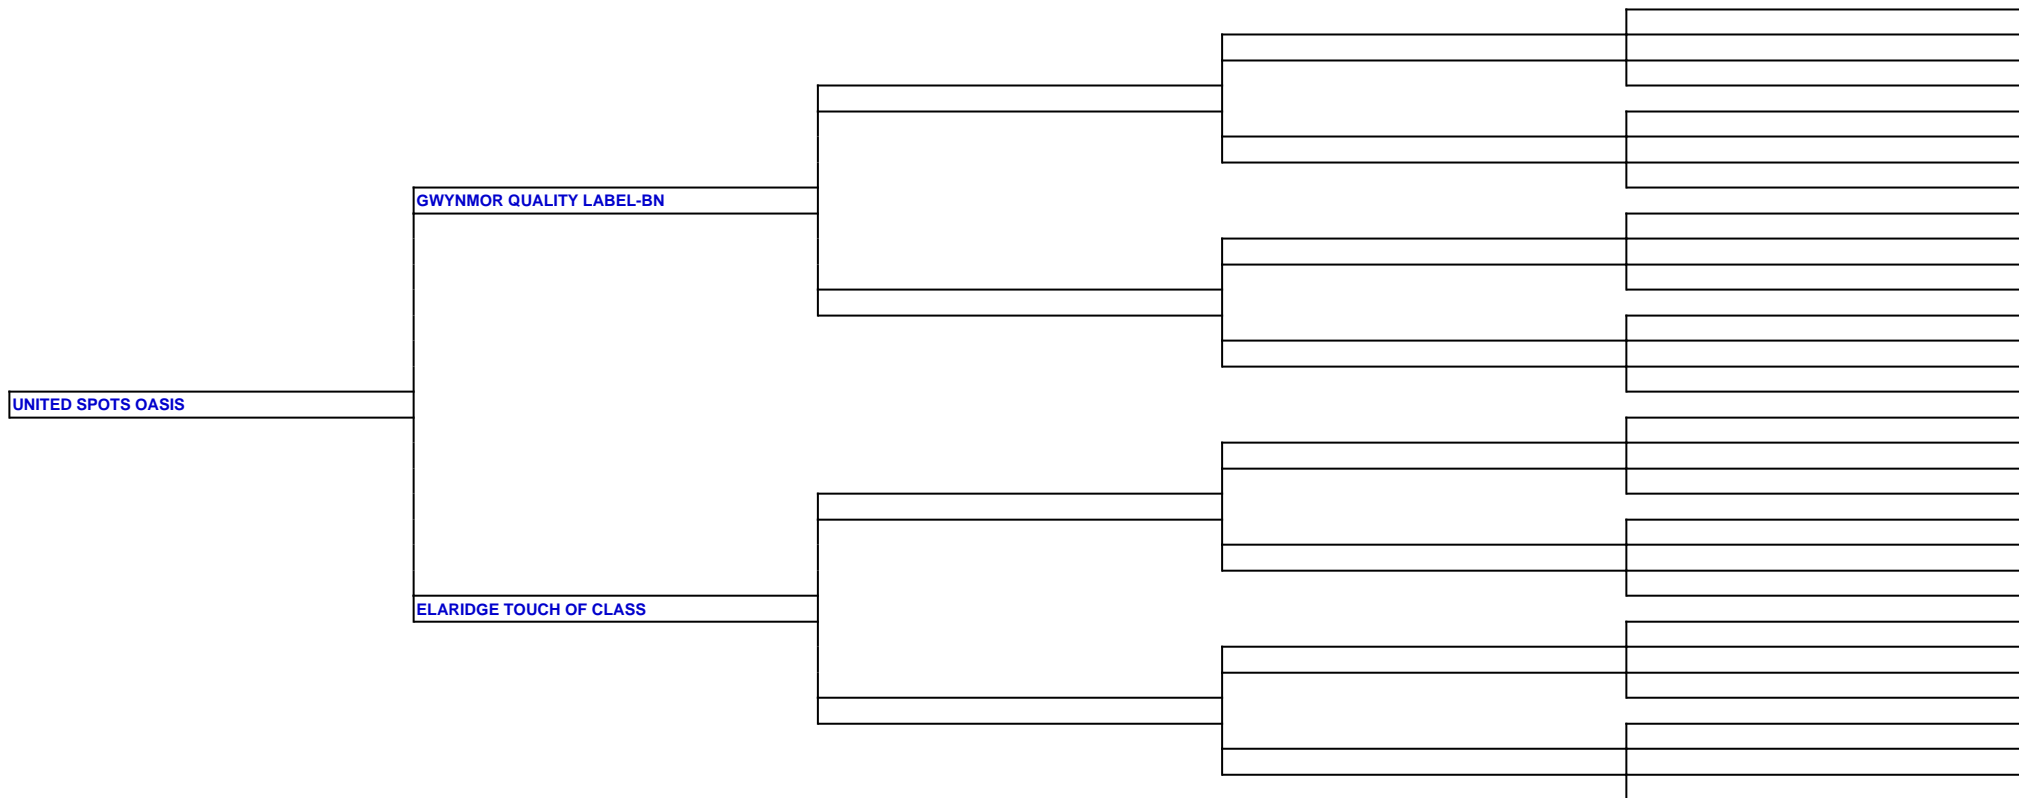 GWYNMOR QUALITY LABEL-BN
UNITED SPOTS OASIS
ELARIDGE TOUCH OF CLASS